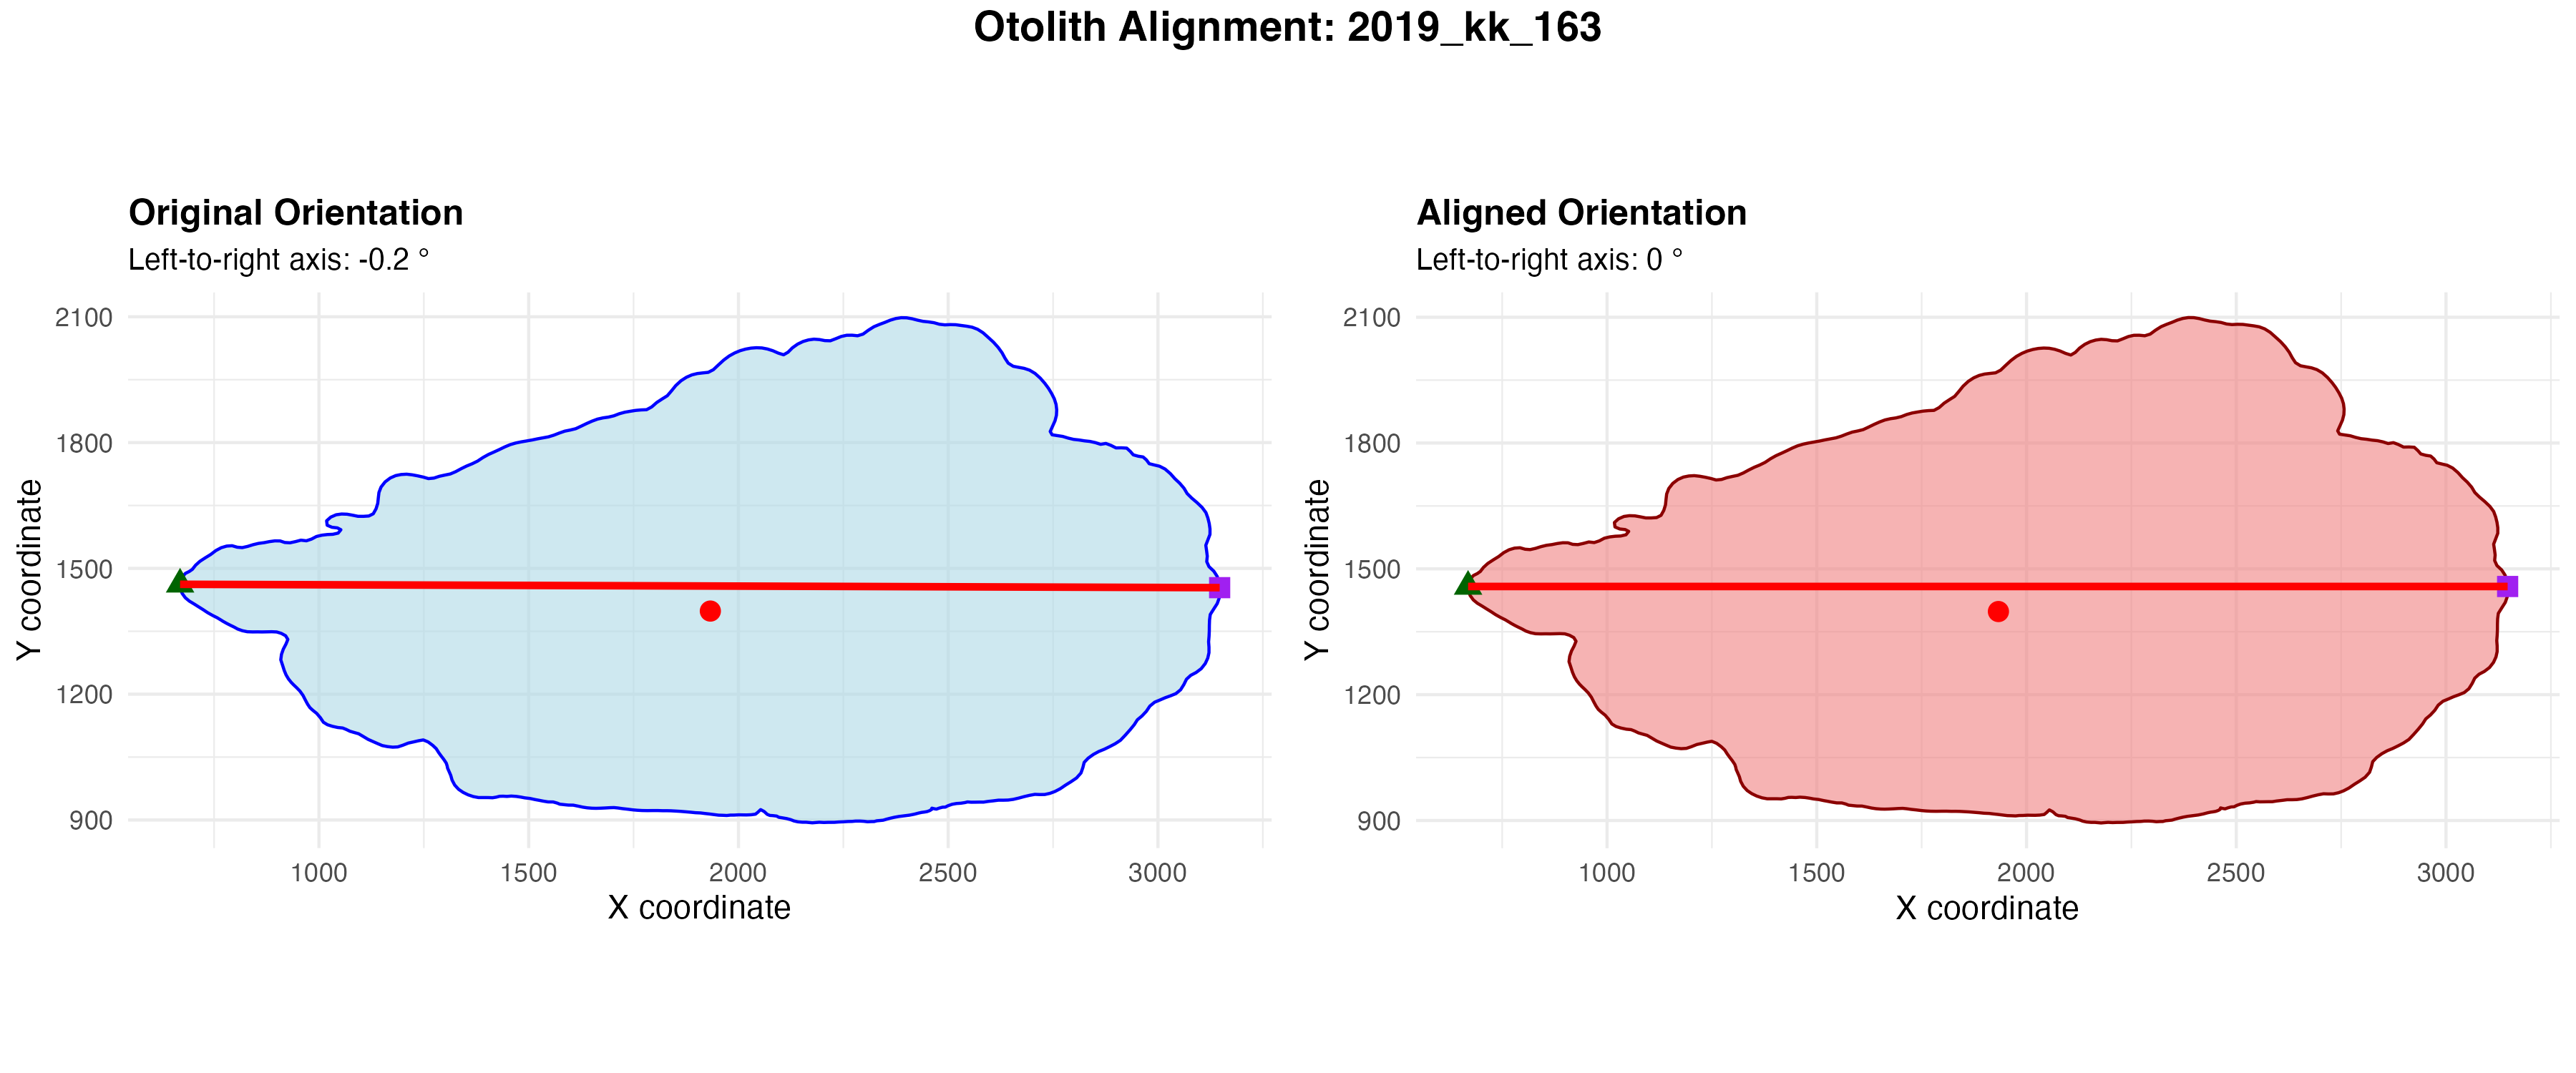 Otolith Alignment: 2019_kk_163
Original Orientation
Left-to-right axis: -0.2 °
2100
1800
1500
1200
900
Y coordinate
1000 1500 2000 2500 3000
X coordinate
Aligned Orientation
Left-to-right axis: 0 °
2100
1800
1500
1200
900
Y coordinate
1000 1500 2000 2500 3000
X coordinate